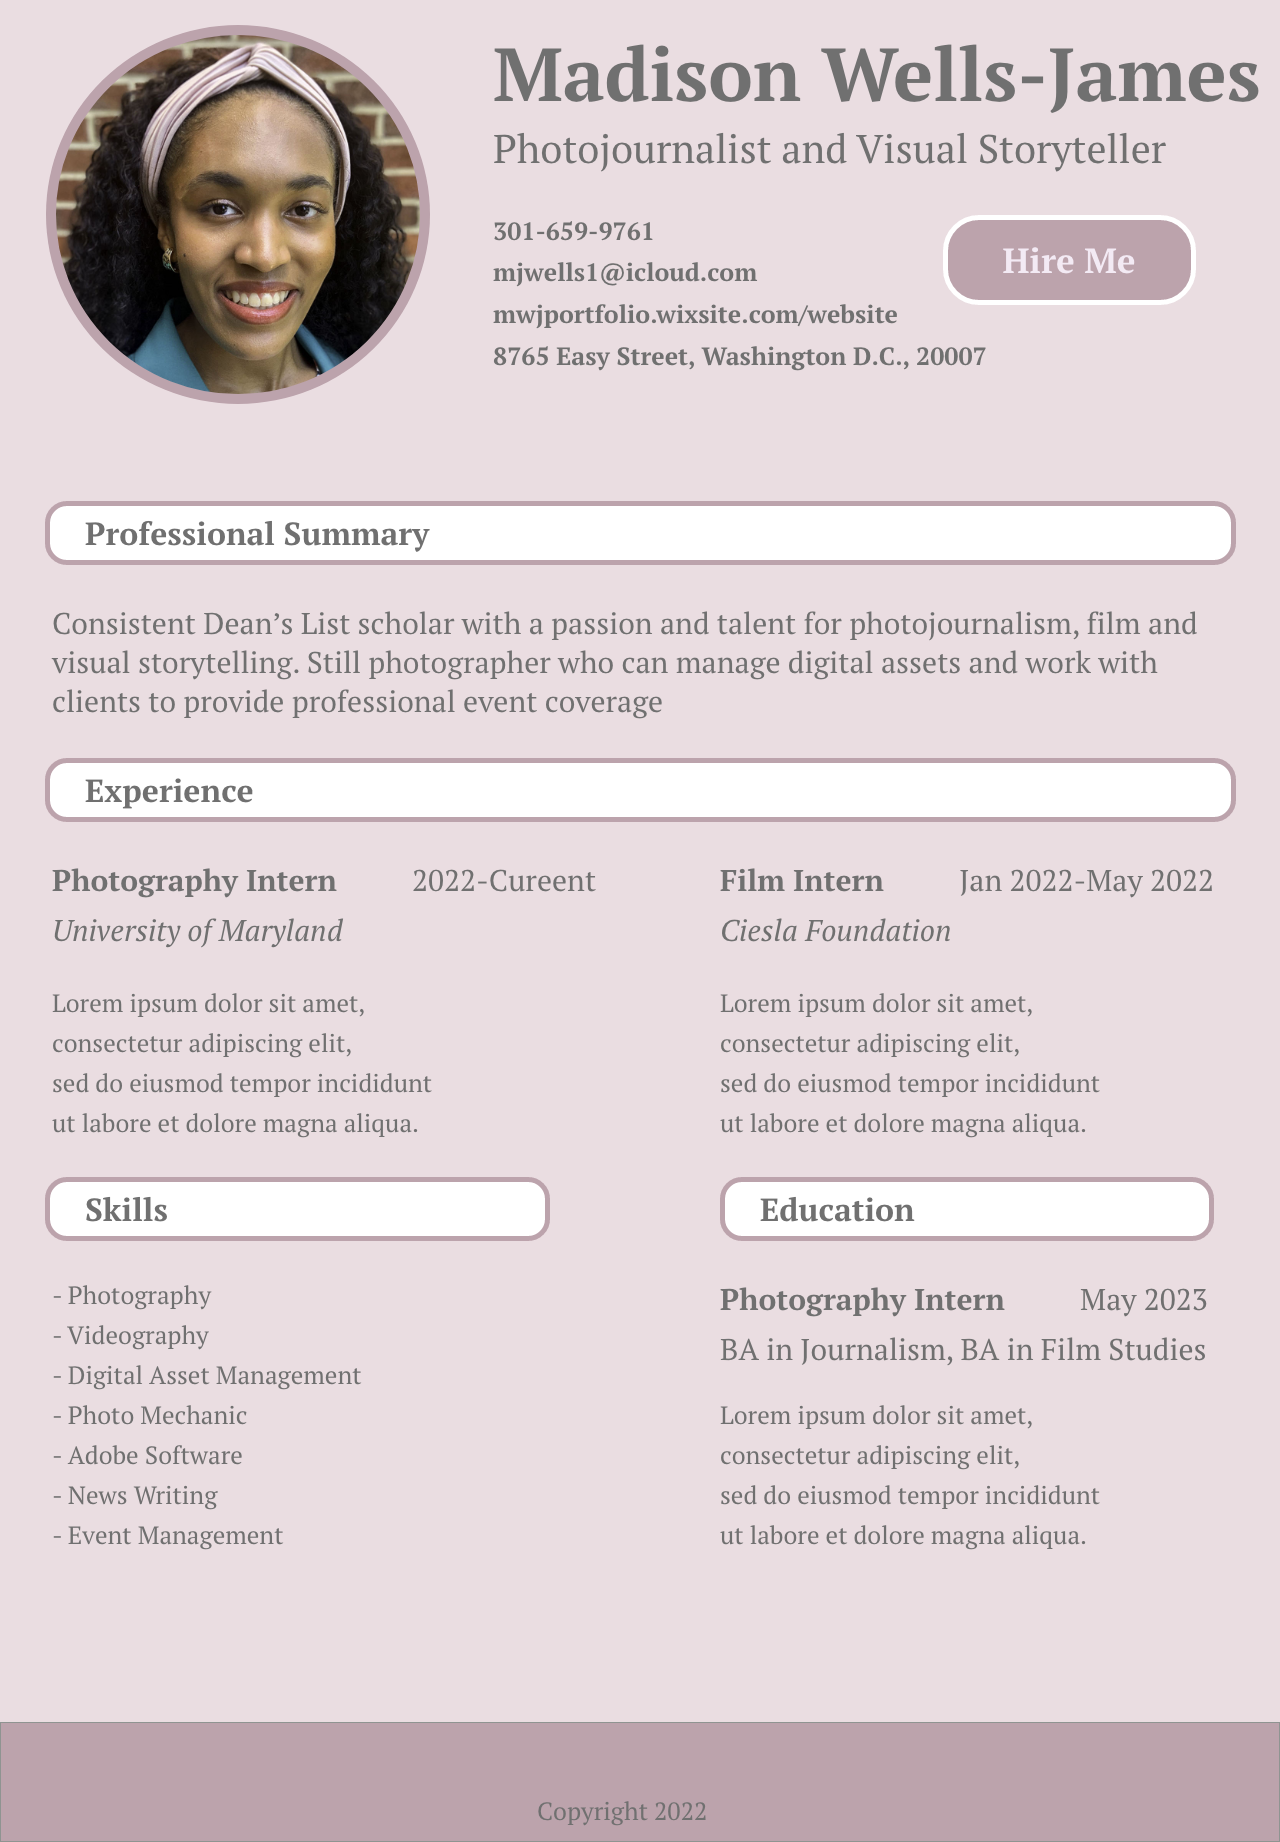 Madison Wells-James
Photojournalist and Visual Storyteller
301-659-9761
mjwells1@icloud.com
mwjportfolio.wixsite.com/website
8765 Easy Street, Washington D.C., 20007
Hire Me
Professional Summary
Consistent Dean’s List scholar with a passion and talent for photojournalism, film and
visual storytelling. Still photographer who can manage digital assets and work with
clients to provide professional event coverage
Experience
Photography Intern 2022-Cureent
University of Maryland
Lorem ipsum dolor sit amet,
consectetur adipiscing elit,
sed do eiusmod tempor incididunt
ut labore et dolore magna aliqua.
Film Intern Jan 2022-May 2022
Ciesla Foundation
Lorem ipsum dolor sit amet,
consectetur adipiscing elit,
sed do eiusmod tempor incididunt
ut labore et dolore magna aliqua.
Skills
- Photography
- Videography
- Digital Asset Management
- Photo Mechanic
- Adobe Software
- News Writing
- Event Management
Education
Photography Intern May 2023
BA in Journalism, BA in Film Studies
Lorem ipsum dolor sit amet,
consectetur adipiscing elit,
sed do eiusmod tempor incididunt
ut labore et dolore magna aliqua.
Copyright 2022